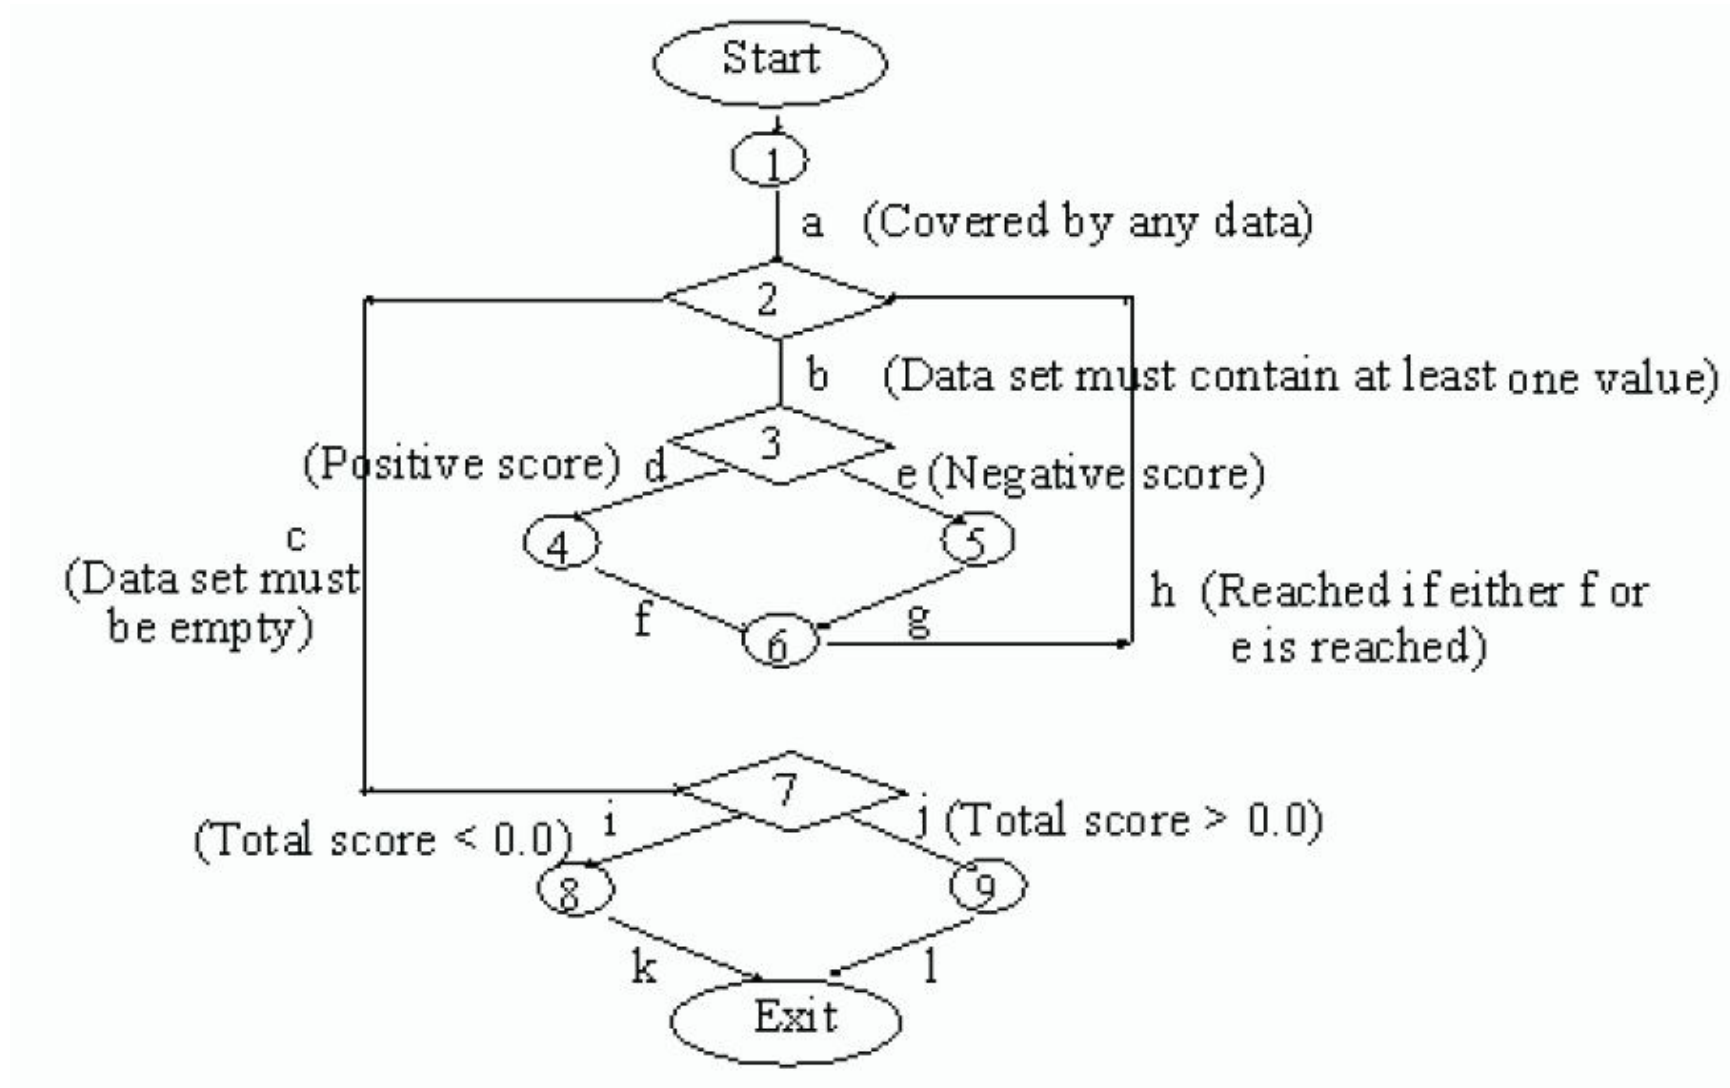 Start
1
a (Covered by any data)
2
b (Data set must contain at least one value)
3
(Positive score) d
e (Negative score)
4
5
c
(Data set must
be empty)
f
g
6
h (Reached if either f or
e is reached)
7
(Total score < 0.0) i
j (Total score > 0.0)
8
9
k
l
Exit